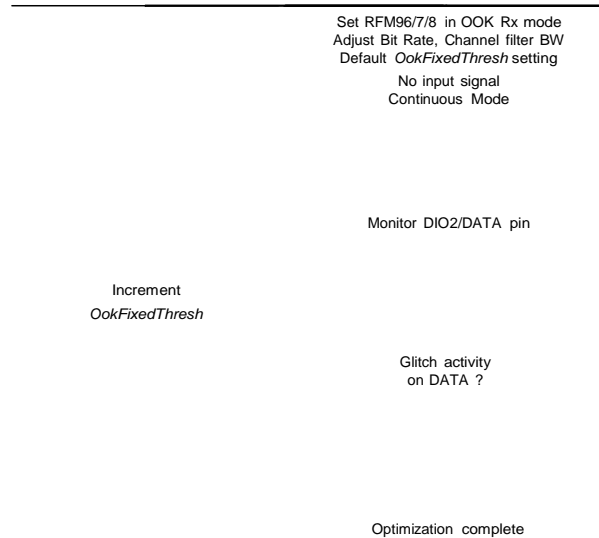 Set RFM96/7/8 in OOK Rx mode
Adjust Bit Rate, Channel filter BW
Default OokFixedThresh setting
No input signal
Continuous Mode
Monitor DIO2/DATA pin
Increment
OokFixedThresh
Glitch activity
on DATA ?
Optimization complete